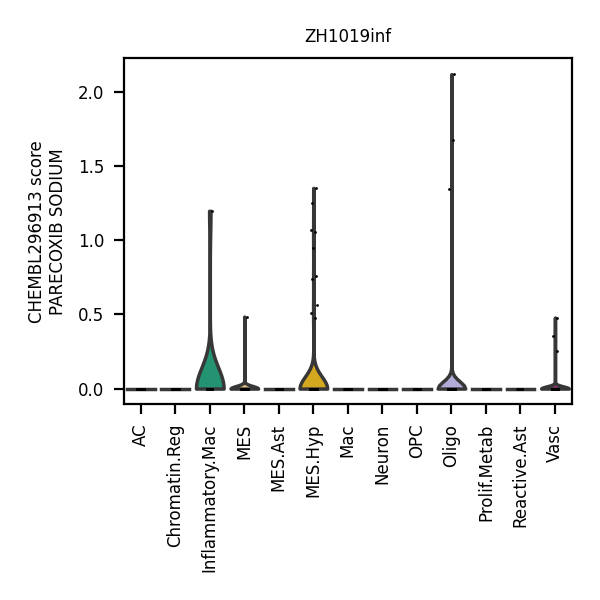 ZH1019inf
CHEMBL296913 score
PARECOXIB SODIUM
2.0
1.5
1.0
0.5
0.0
AC
Chromatin.Reg
Inflammatory.Mac
MES
MES.Ast
MES.Hyp
Mac
Neuron
OPC
Oligo
Prolif.Metab
Reactive.Ast
Vasc